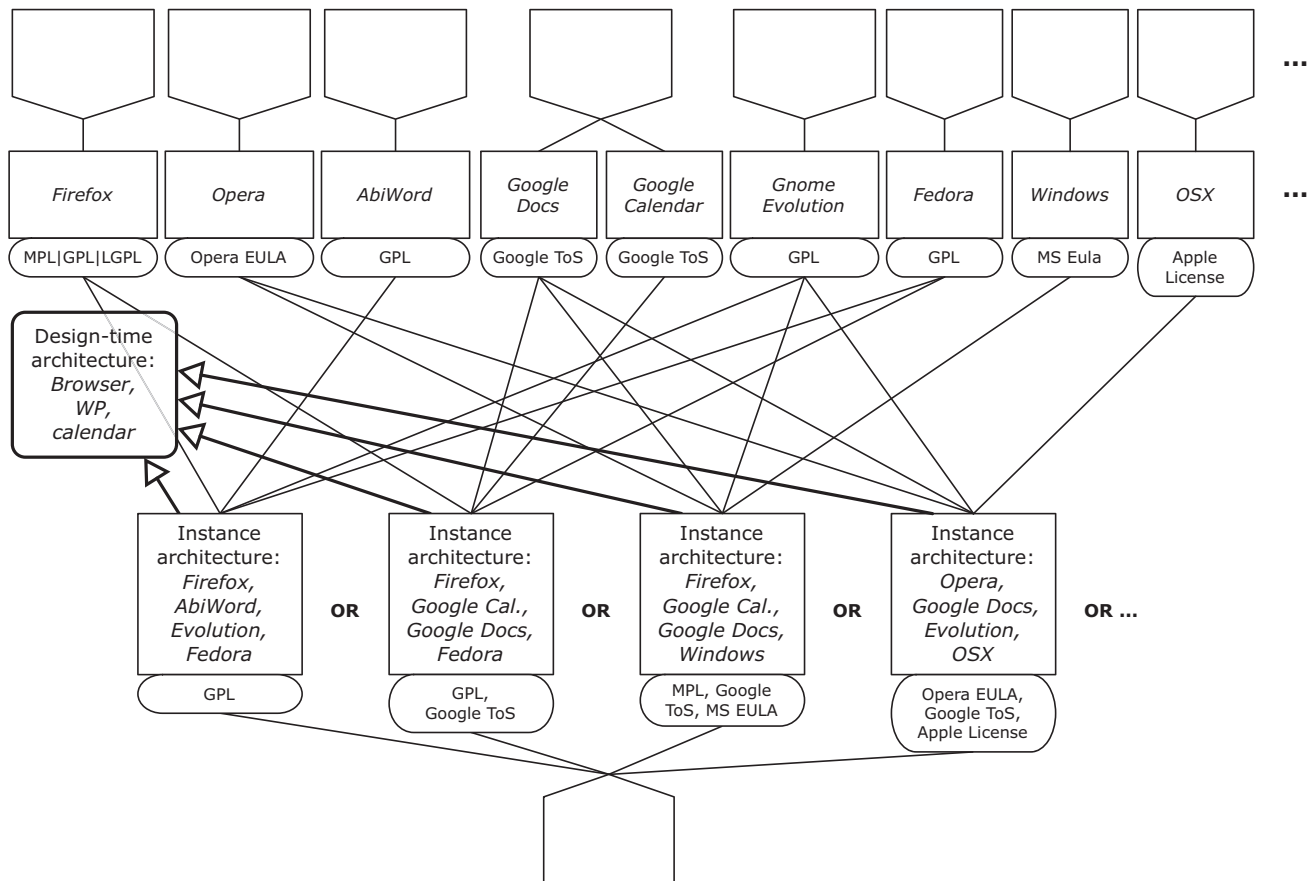 ...
Firefox
Opera
AbiWord
Google
Docs
Google
Calendar
Gnome
Evolution
Fedora
Windows
OSX
...
MPL|GPL|LGPL
Opera EULA
GPL
Google ToS
Google ToS
GPL
GPL
MS Eula
Apple
License
Design-time
architecture:
Browser,
WP,
calendar
Instance
architecture:
Firefox,
AbiWord,
Evolution,
Fedora
GPL
OR
Instance
architecture:
Firefox,
Google Cal.,
Google Docs,
Fedora
GPL,
Google ToS
OR
Instance
architecture:
Firefox,
Google Cal.,
Google Docs,
Windows
MPL, Google
ToS, MS EULA
OR
Instance
architecture:
Opera,
Google Docs,
Evolution,
OSX
Opera EULA,
Google ToS,
Apple License
OR ...